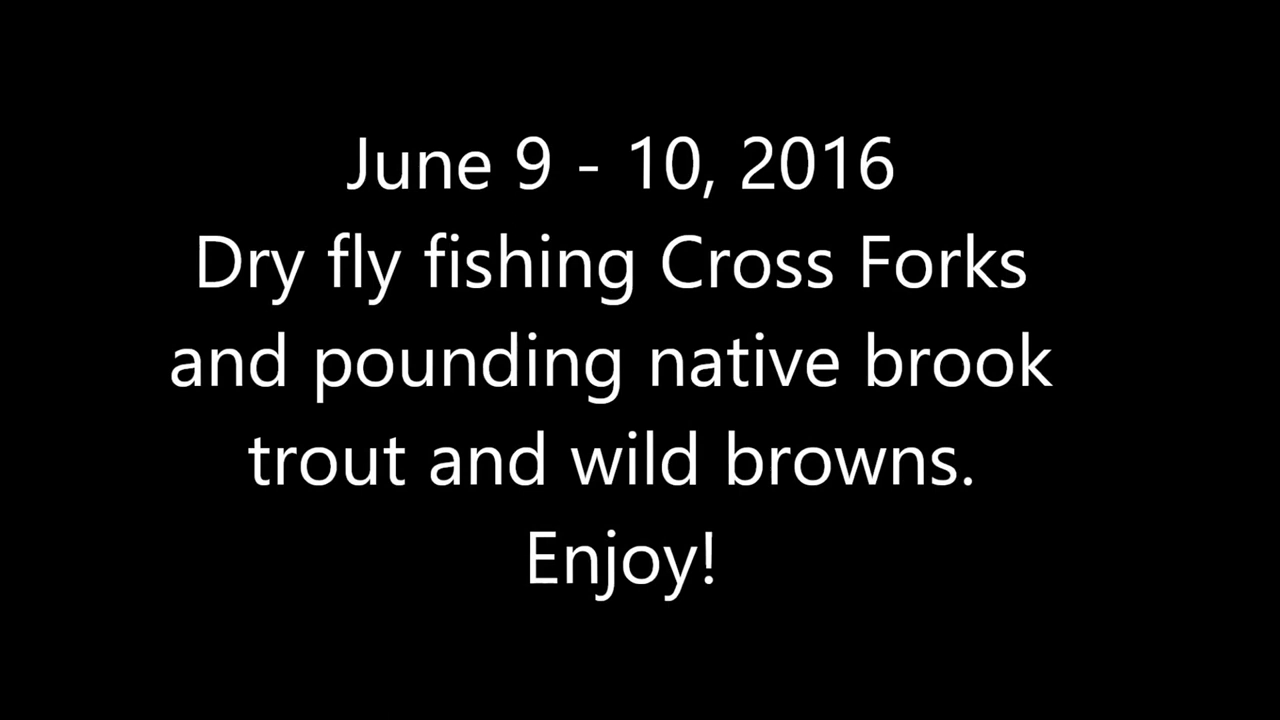 June 9 - 10, 2016
Dry fly fishing Cross Forks
and pounding native brook
trout and wild browns.
Enjoy!